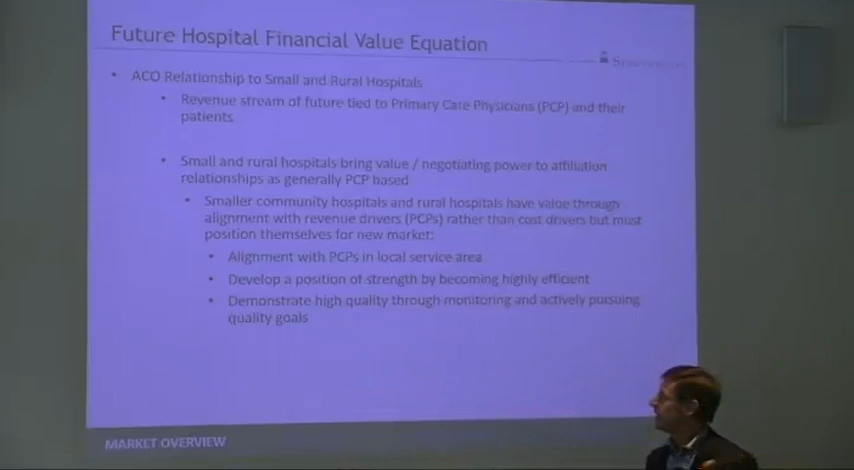 Future Hospital Financial Value Equation
• ACO Relationship to Small and Rural Hospitals
• Revenue stream of future tied to Primary Care Physicians (PCP) and their
patients
• Small and rural hospitals bring value / negotiating power to affiliation
relationships as generally PCP based
• Smaller community hospitals and rural hospitals have value through
alignment with revenue drivers (PCPs) rather than cost drivers but must
position themselves for new market:
• Alignment with PCPs in local service area
• Develop a position of strength by becoming highly efficient
• Demonstrate high quality through monitoring and actively pursuing
quality goals
MARKET OVERVIEW